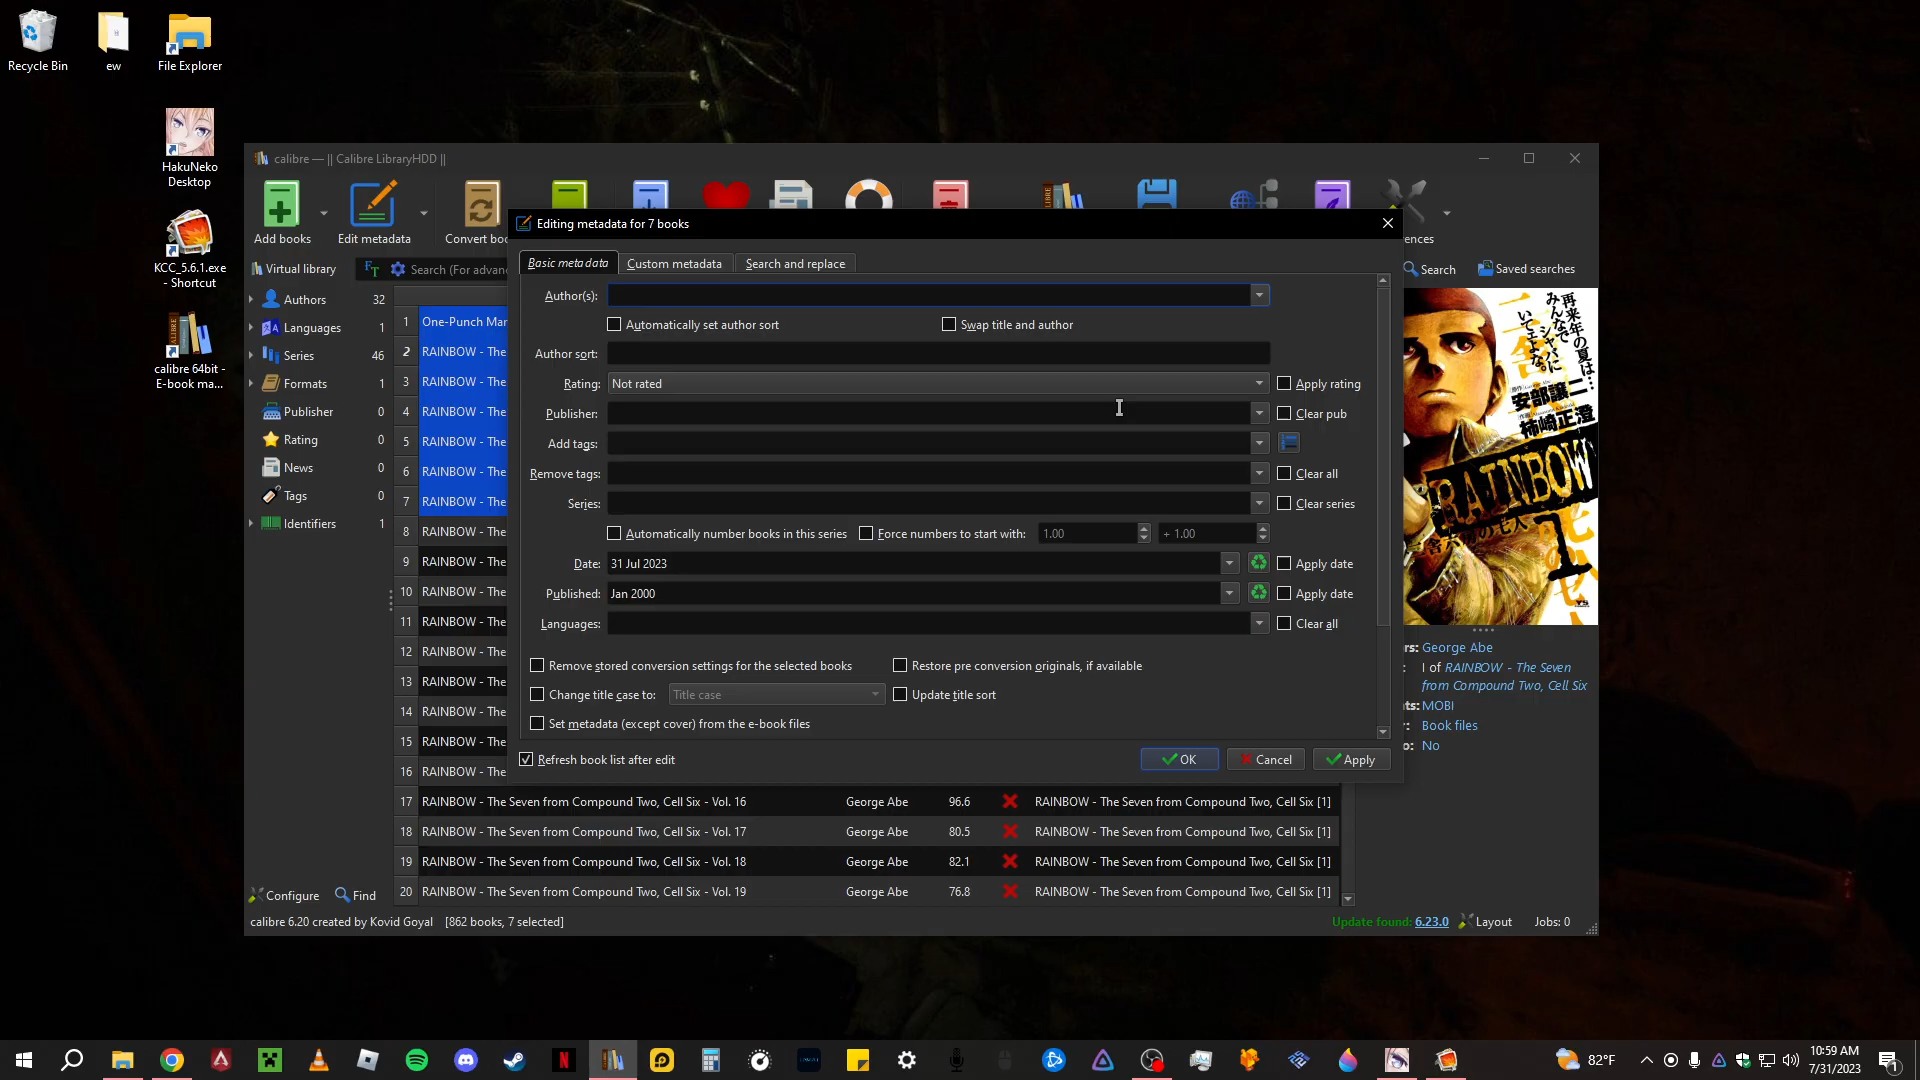 Recycle Bin
ew
File Explorer
HakuNeko
Desktop
KCC_5.6.1.exe
- Shortcut
calibre 64bit -
E-book ma...
calibre — || Calibre LibraryHDD ||
Add books
Edit metadata
Convert boo
ences
Virtual library
Search (For advan
Search
Saved searches
Authors 32
Languages 1
Series 46
Formats 1
Publisher 0
Rating 0
News 0
Tags 0
Identifiers 1
1 One-Punch Mar
2 RAINBOW - The
3 RAINBOW - The
4 RAINBOW - The
5 RAINBOW - The
6 RAINBOW - The
7 RAINBOW - The
8 RAINBOW - The
9 RAINBOW - The
10 RAINBOW - The
11 RAINBOW - The
12 RAINBOW - The
13 RAINBOW - The
14 RAINBOW - The
15 RAINBOW - The
16 RAINBOW - The
17 RAINBOW - The Seven from Compound Two, Cell Six - Vol. 16 George Abe 96.6 RAINBOW - The Seven from Compound Two, Cell Six [1]
18 RAINBOW - The Seven from Compound Two, Cell Six - Vol. 17 George Abe 80.5 RAINBOW - The Seven from Compound Two, Cell Six [1]
19 RAINBOW - The Seven from Compound Two, Cell Six - Vol. 18 George Abe 82.1 RAINBOW - The Seven from Compound Two, Cell Six [1]
20 RAINBOW - The Seven from Compound Two, Cell Six - Vol. 19 George Abe 76.8 RAINBOW - The Seven from Compound Two, Cell Six [1]
Editing metadata for 7 books
Basic metadata Custom metadata Search and replace
Author(s):
Automatically set author sort Swap title and author
Author sort:
Rating: Not rated Apply rating
Publisher: Clear pub
Add tags:
Remove tags: Clear all
Series: Clear series
Automatically number books in this series Force numbers to start with: 1.00 + 1.00
Date: 31 Jul 2023 Apply date
Published: Jan 2000 Apply date
Languages: Clear all
Remove stored conversion settings for the selected books Restore pre conversion originals, if available
Change title case to: Title case Update title sort
Set metadata (except cover) from the e-book files
Refresh book list after edit
OK Cancel Apply
再来年の夏は…
安部譲二
柿崎正澄
RAINBOW
1
rs: George Abe
: I of RAINBOW - The Seven
from Compound Two, Cell Six
ts: MOBI
r: Book files
o: No
Configure Find
calibre 6.20 created by Kovid Goyal [862 books, 7 selected]
Update found: 6.23.0
Layout
Jobs: 0
82°F
10:59 AM
7/31/2023
1